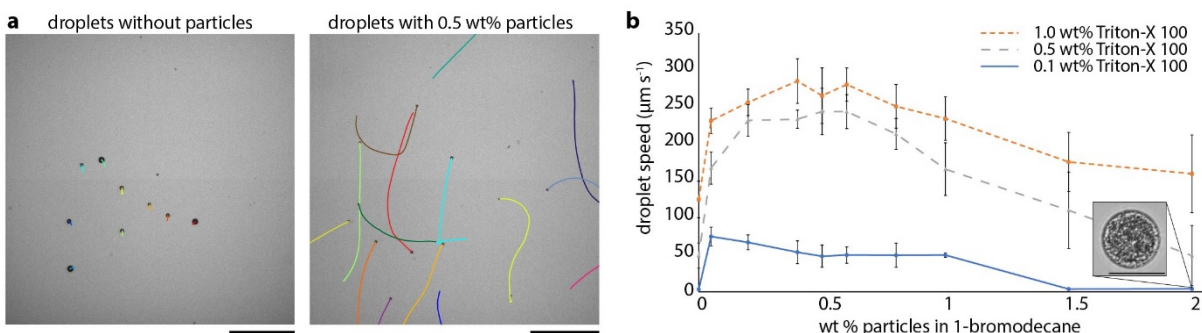 a
droplets without particles
droplets with 0.5 wt% particles
b
1.0 wt% Triton-X 100
0.5 wt% Triton-X 100
0.1 wt% Triton-X 100
droplet speed (µm s⁻¹)
350
300
250
200
150
100
50
0
0
0.5
1
1.5
2
wt % particles in 1-bromodecane